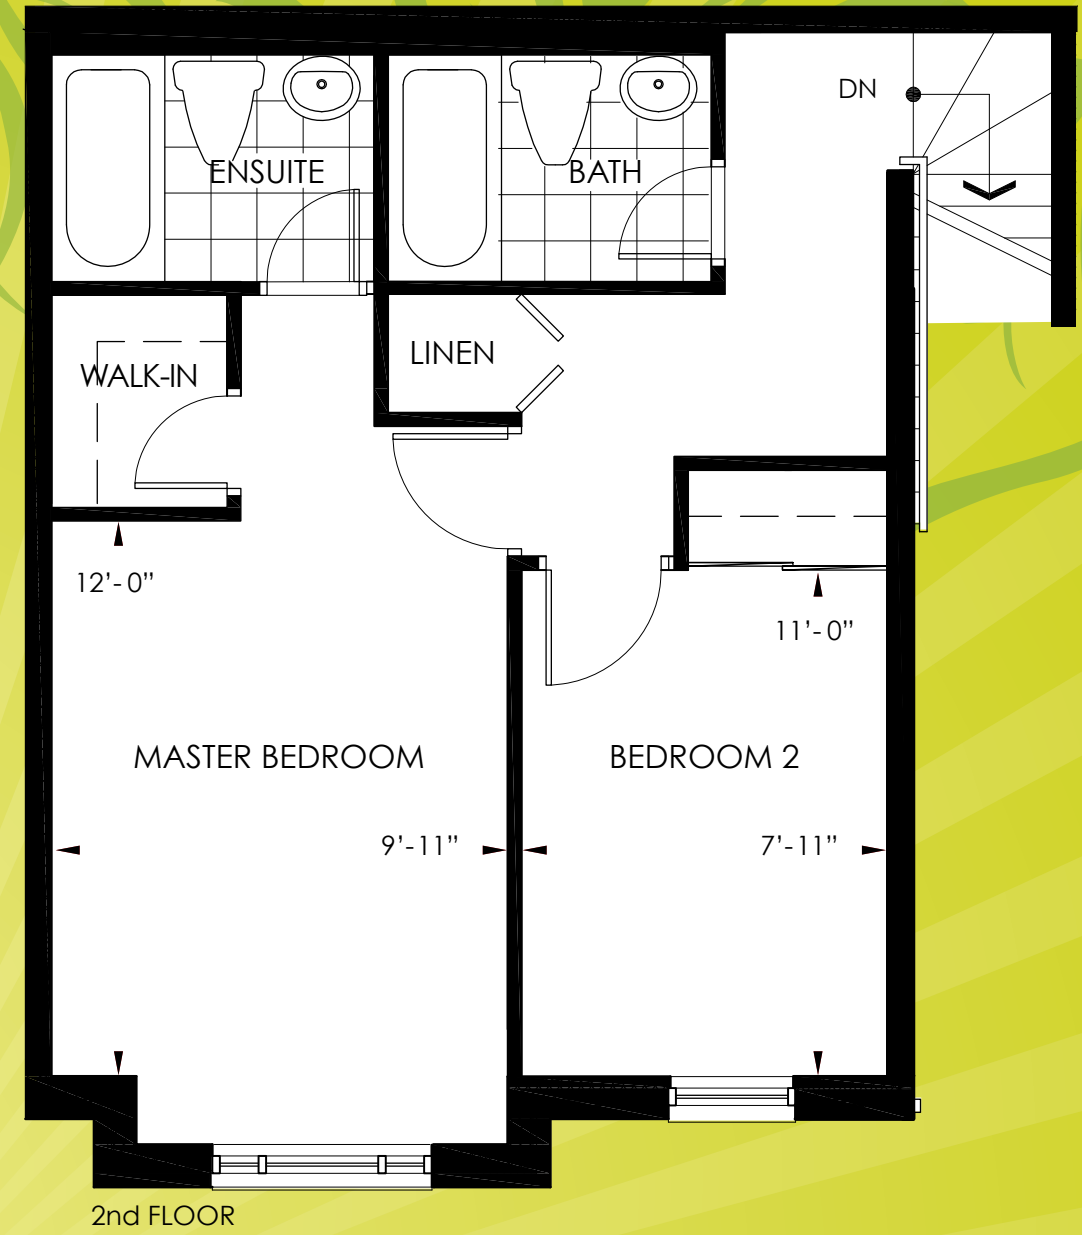 DN
ENSUITE
BATH
LINEN
WALK-IN
12'-0"
11'-0"
MASTER BEDROOM
BEDROOM 2
9'-11"
7'-11"
2nd FLOOR